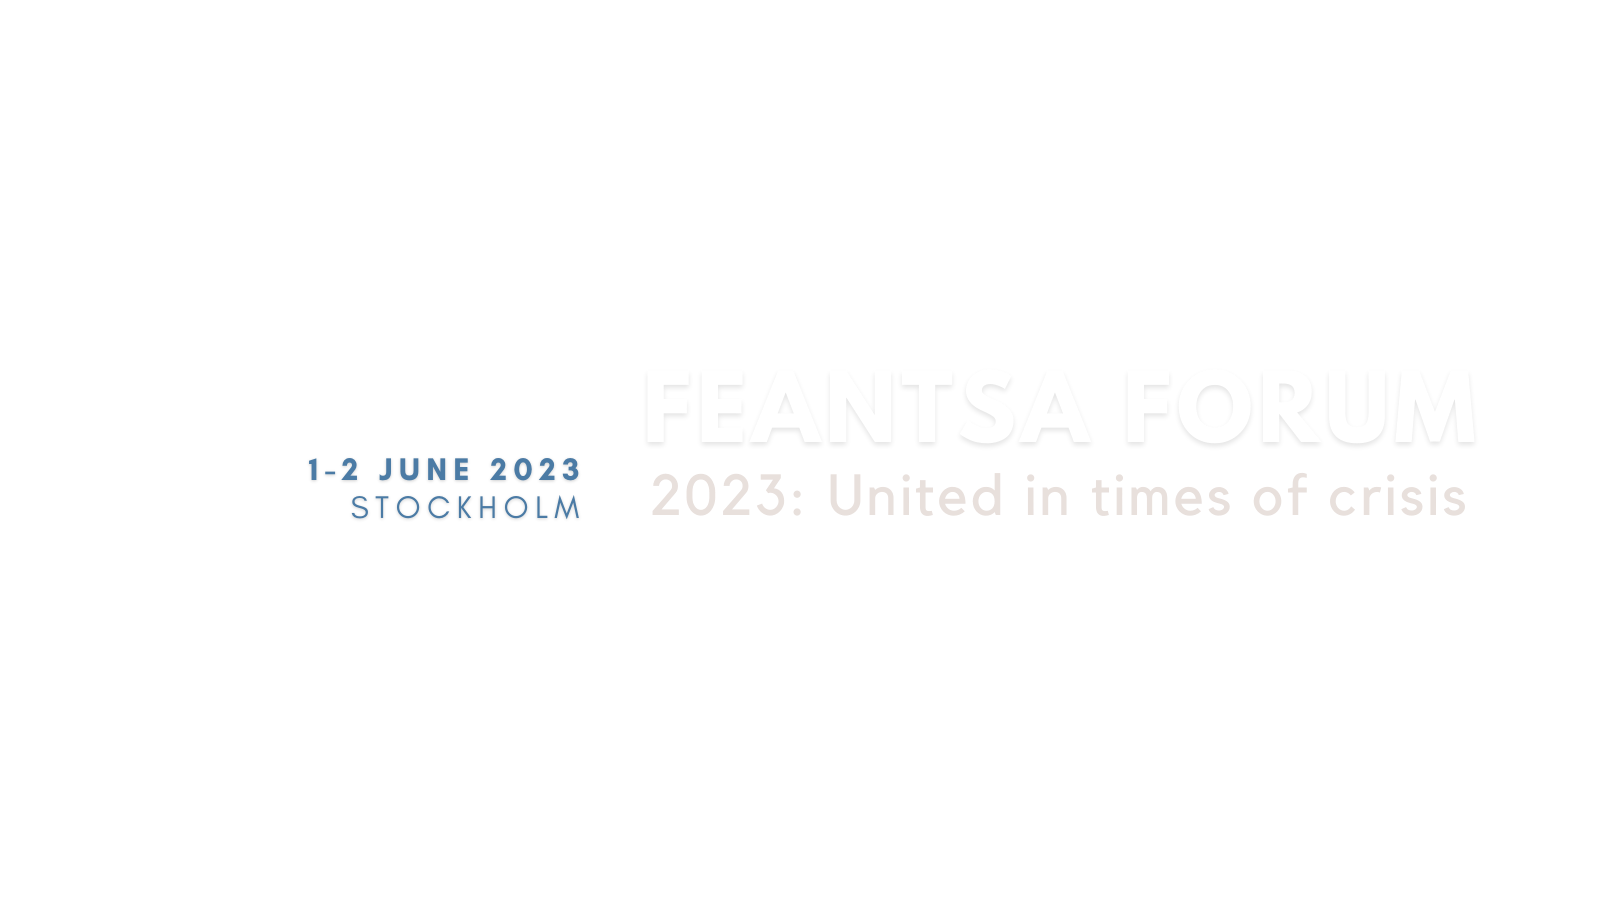 FEANTSA FORUM
2023: United in times of crisis
1-2 JUNE 2023
STOCKHOLM